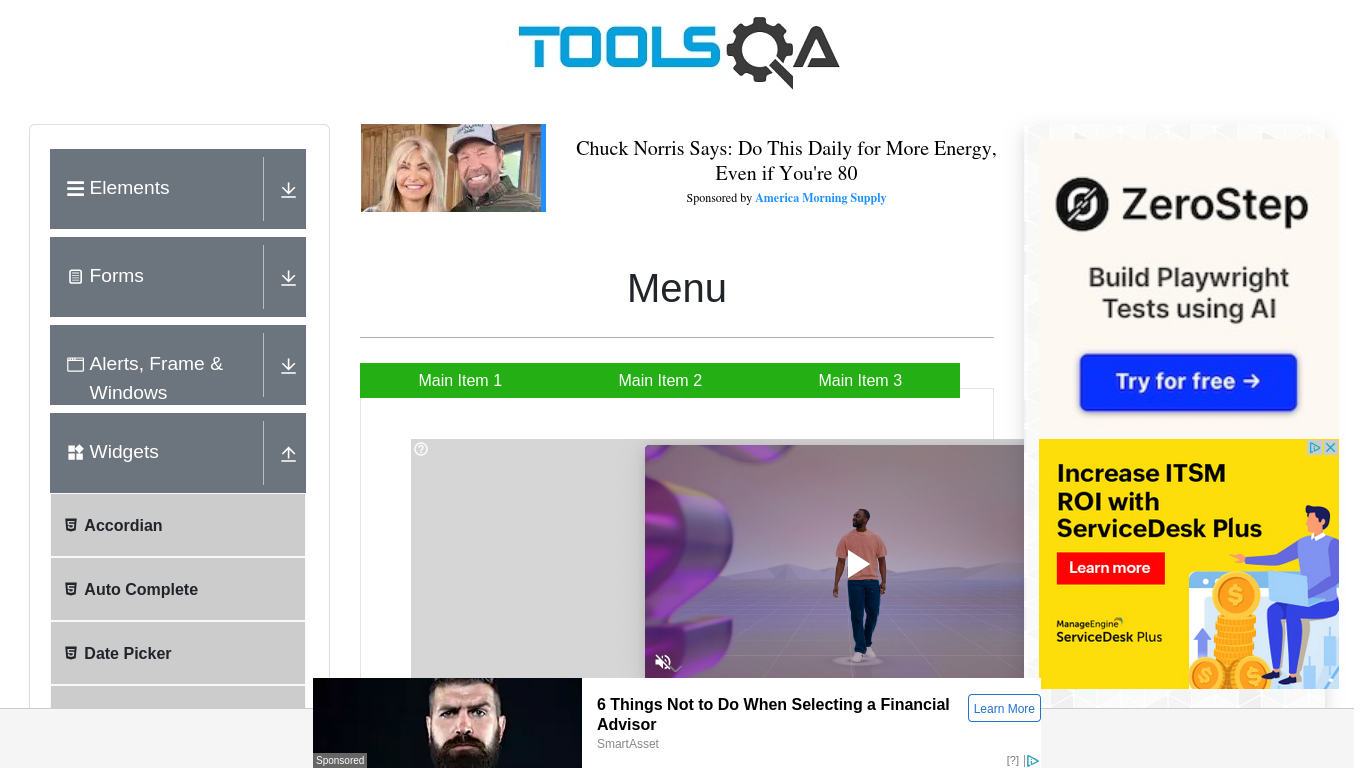 TOOLSQA
Elements
Forms
Alerts, Frame &
Windows
Widgets
Accordian
Auto Complete
Date Picker
Chuck Norris Says: Do This Daily for More Energy,
Even if You're 80
Sponsored by America Morning Supply
Menu
Main Item 1
Main Item 2
Main Item 3
ZeroStep
Build Playwright
Tests using AI
Try for free →
Increase ITSM
ROI with
ServiceDesk Plus
Learn more
ManageEngine
ServiceDesk Plus
6 Things Not to Do When Selecting a Financial
Advisor
SmartAsset
Learn More
Sponsored
[?]